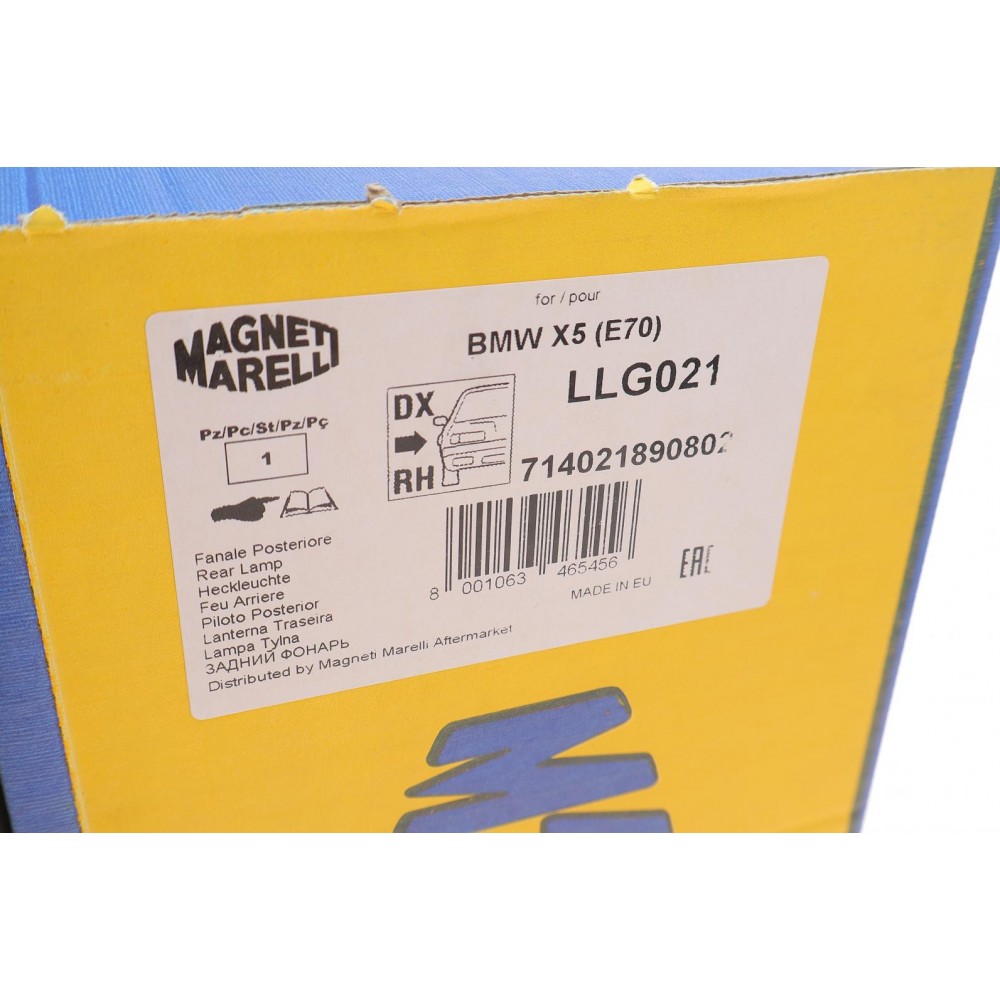 MAGNETI
MARELLI
for / pour
BMW X5 (E70)
LLG021
DX
RH
714021890802
Pz/Pc/St/Pz/Pç
1
Fanale Posteriore
Rear Lamp
Heckleuchte
Feu Arriere
Piloto Posterior
Lanterna Traseira
Lampa Tylna
ЗАДНИЙ ФОНАРЬ
Distributed by Magneti Marelli Aftermarket
8 001063 465456
MADE IN EU
EAC